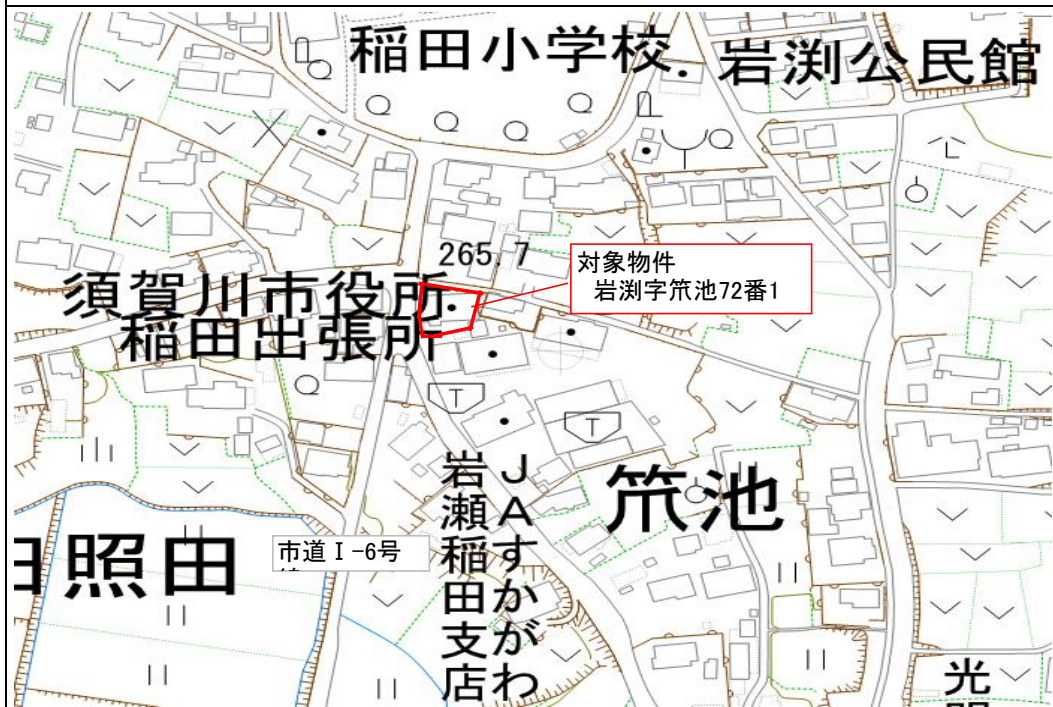 稲田小学校.
岩渕公民館
265.7
対象物件
岩渕字笊池72番1
須賀川市役所.
稲田出張所
T
T
笊池
JAすかがわ
岩瀬稲田支店
照田
市道Ⅰ-6号
光